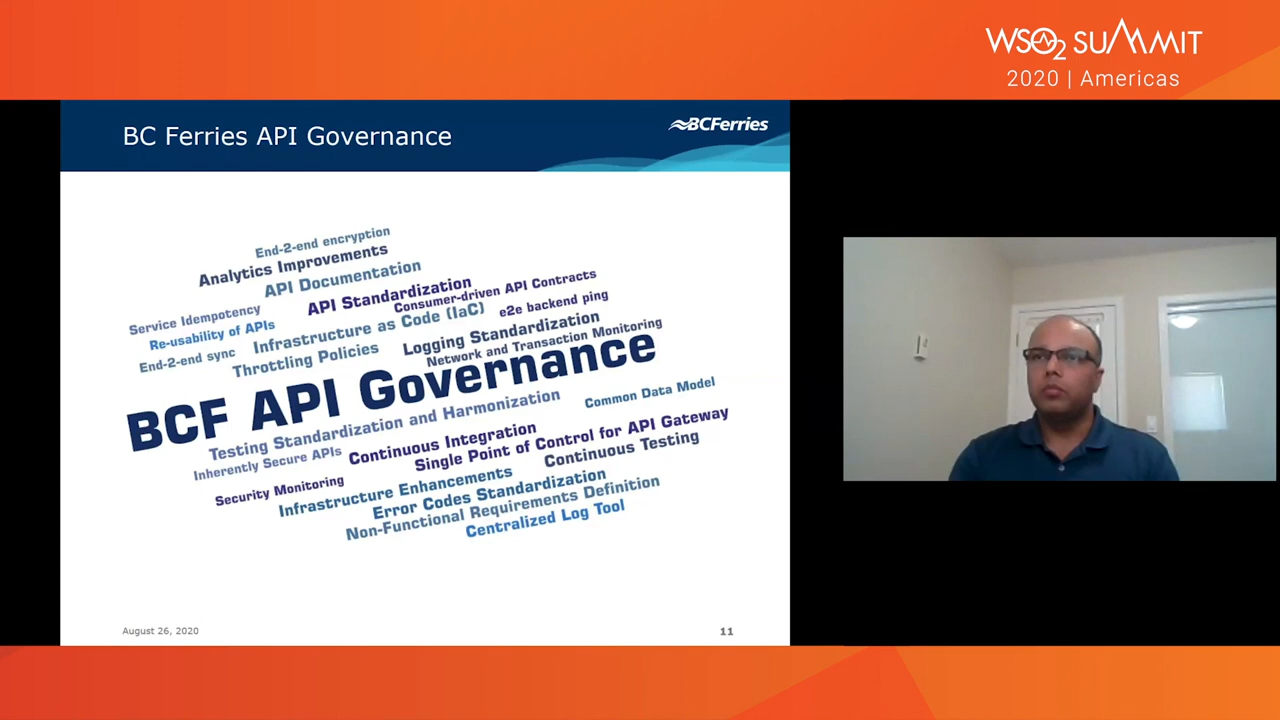 WSO2 SUMMIT
2020 | Americas
BC Ferries API Governance
BCFerries
End-2-end encryption
Analytics Improvements
API Documentation
API Standardization
Consumer-driven API Contracts
Service Idempotency
e2e backend ping
Re-usability of APIs
Infrastructure as Code (IaC)
Logging Standardization
End-2-end sync
Throttling Policies
Network and Transaction Monitoring
BCF API Governance
Testing Standardization and Harmonization
Common Data Model
Inherently Secure APIs
Continuous Integration
Single Point of Control for API Gateway
Continuous Testing
Security Monitoring
Infrastructure Enhancements
Error Codes Standardization
Non-Functional Requirements Definition
Centralized Log Tool
August 26, 2020
11